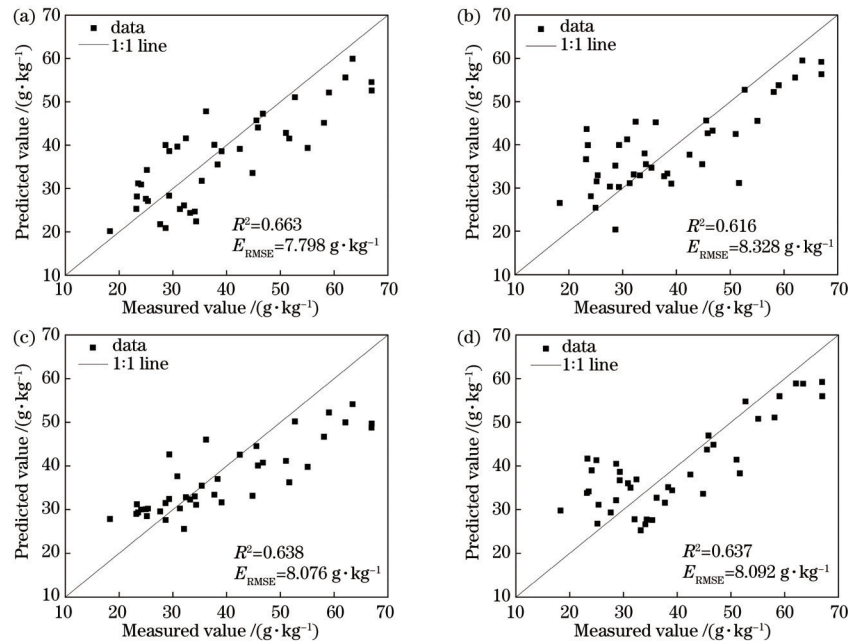 (a)
data
1:1 line
70
60
50
40
30
20
10
Predicted value /(g·kg⁻¹)
R²=0.663
E_RMSE=7.798 g·kg⁻¹
10 20 30 40 50 60 70
Measured value /(g·kg⁻¹)
(b)
data
1:1 line
70
60
50
40
30
20
10
Predicted value /(g·kg⁻¹)
R²=0.616
E_RMSE=8.328 g·kg⁻¹
10 20 30 40 50 60 70
Measured value /(g·kg⁻¹)
(c)
data
1:1 line
70
60
50
40
30
20
10
Predicted value /(g·kg⁻¹)
R²=0.638
E_RMSE=8.076 g·kg⁻¹
10 20 30 40 50 60 70
Measured value /(g·kg⁻¹)
(d)
data
1:1 line
70
60
50
40
30
20
10
Predicted value /(g·kg⁻¹)
R²=0.637
E_RMSE=8.092 g·kg⁻¹
10 20 30 40 50 60 70
Measured value /(g·kg⁻¹)